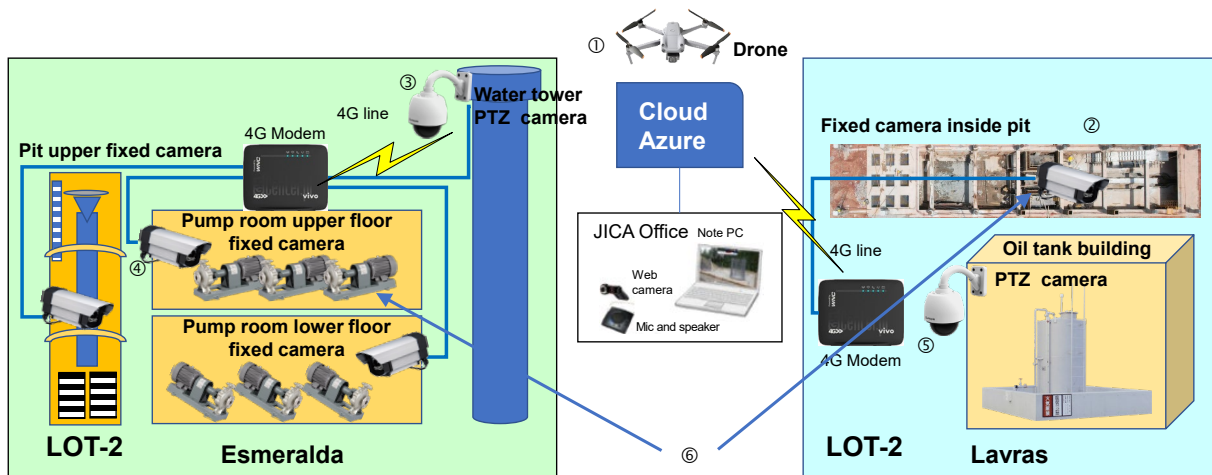 ①
Drone
③
Water tower
PTZ camera
4G line
4G Modem
Pit upper fixed camera
vivo
Pump room upper floor
fixed camera
④
Pump room lower floor
fixed camera
LOT-2
Esmeralda
Cloud
Azure
JICA Office
Note PC
Web
camera
Mic and speaker
⑥
Fixed camera inside pit
②
4G line
vivo
4G Modem
Oil tank building
PTZ camera
⑤
LOT-2
Lavras